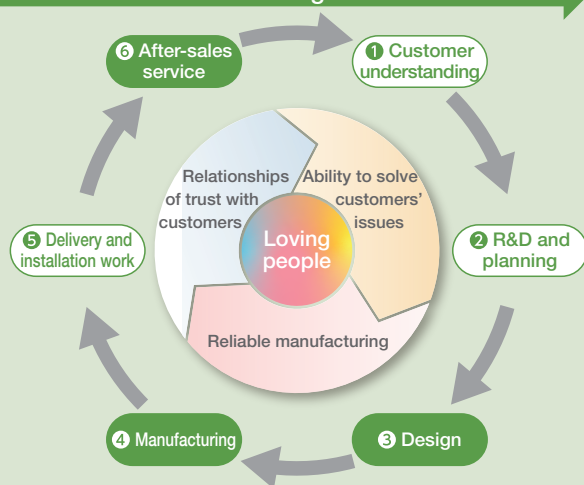 ❶ Customer
understanding
❷ R&D and
planning
❸ Design
❹ Manufacturing
❺ Delivery and
installation work
❻ After-sales
service
Relationships
of trust with
customers
Ability to solve
customers’
issues
Loving
people
Reliable manufacturing